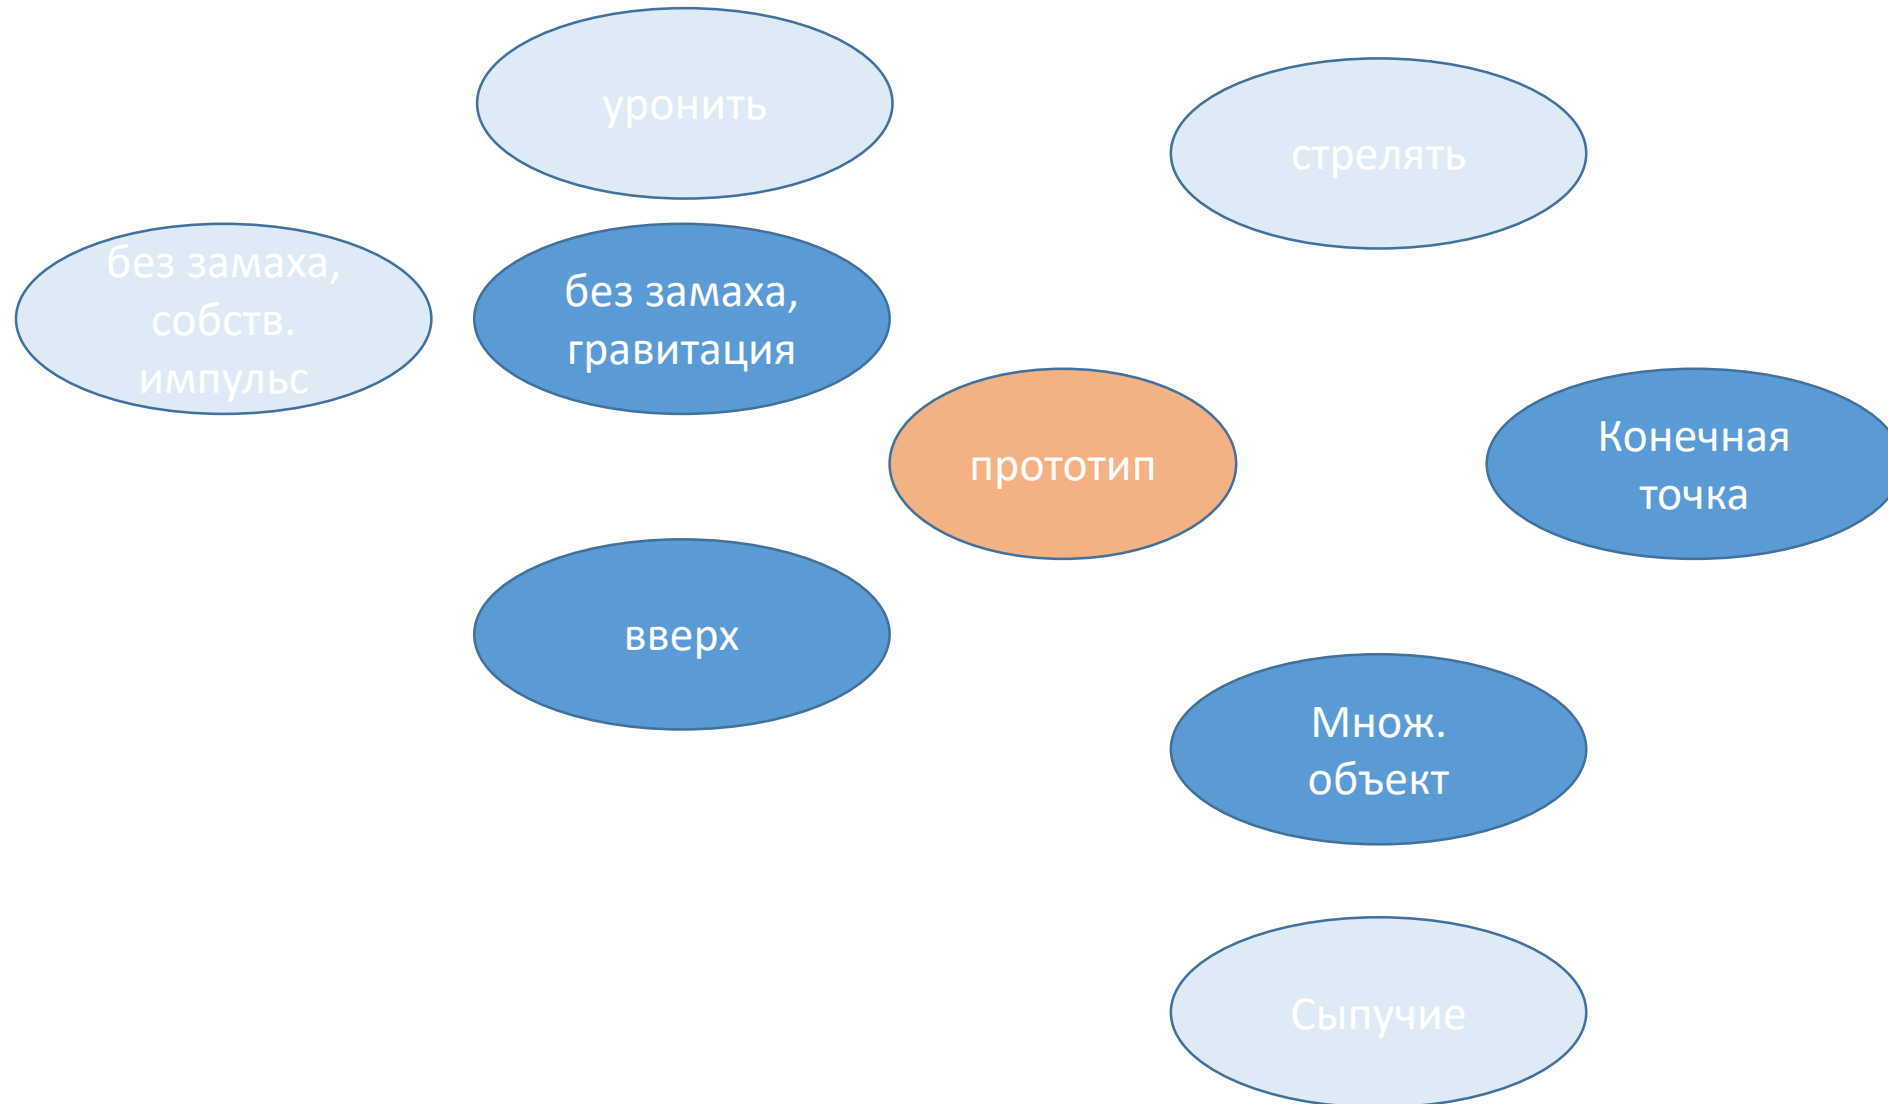 уронить
стрелять
без замаха,
собств.
импульс
без замаха,
гравитация
прототип
Конечная
точка
вверх
Множ.
объект
Сыпучие